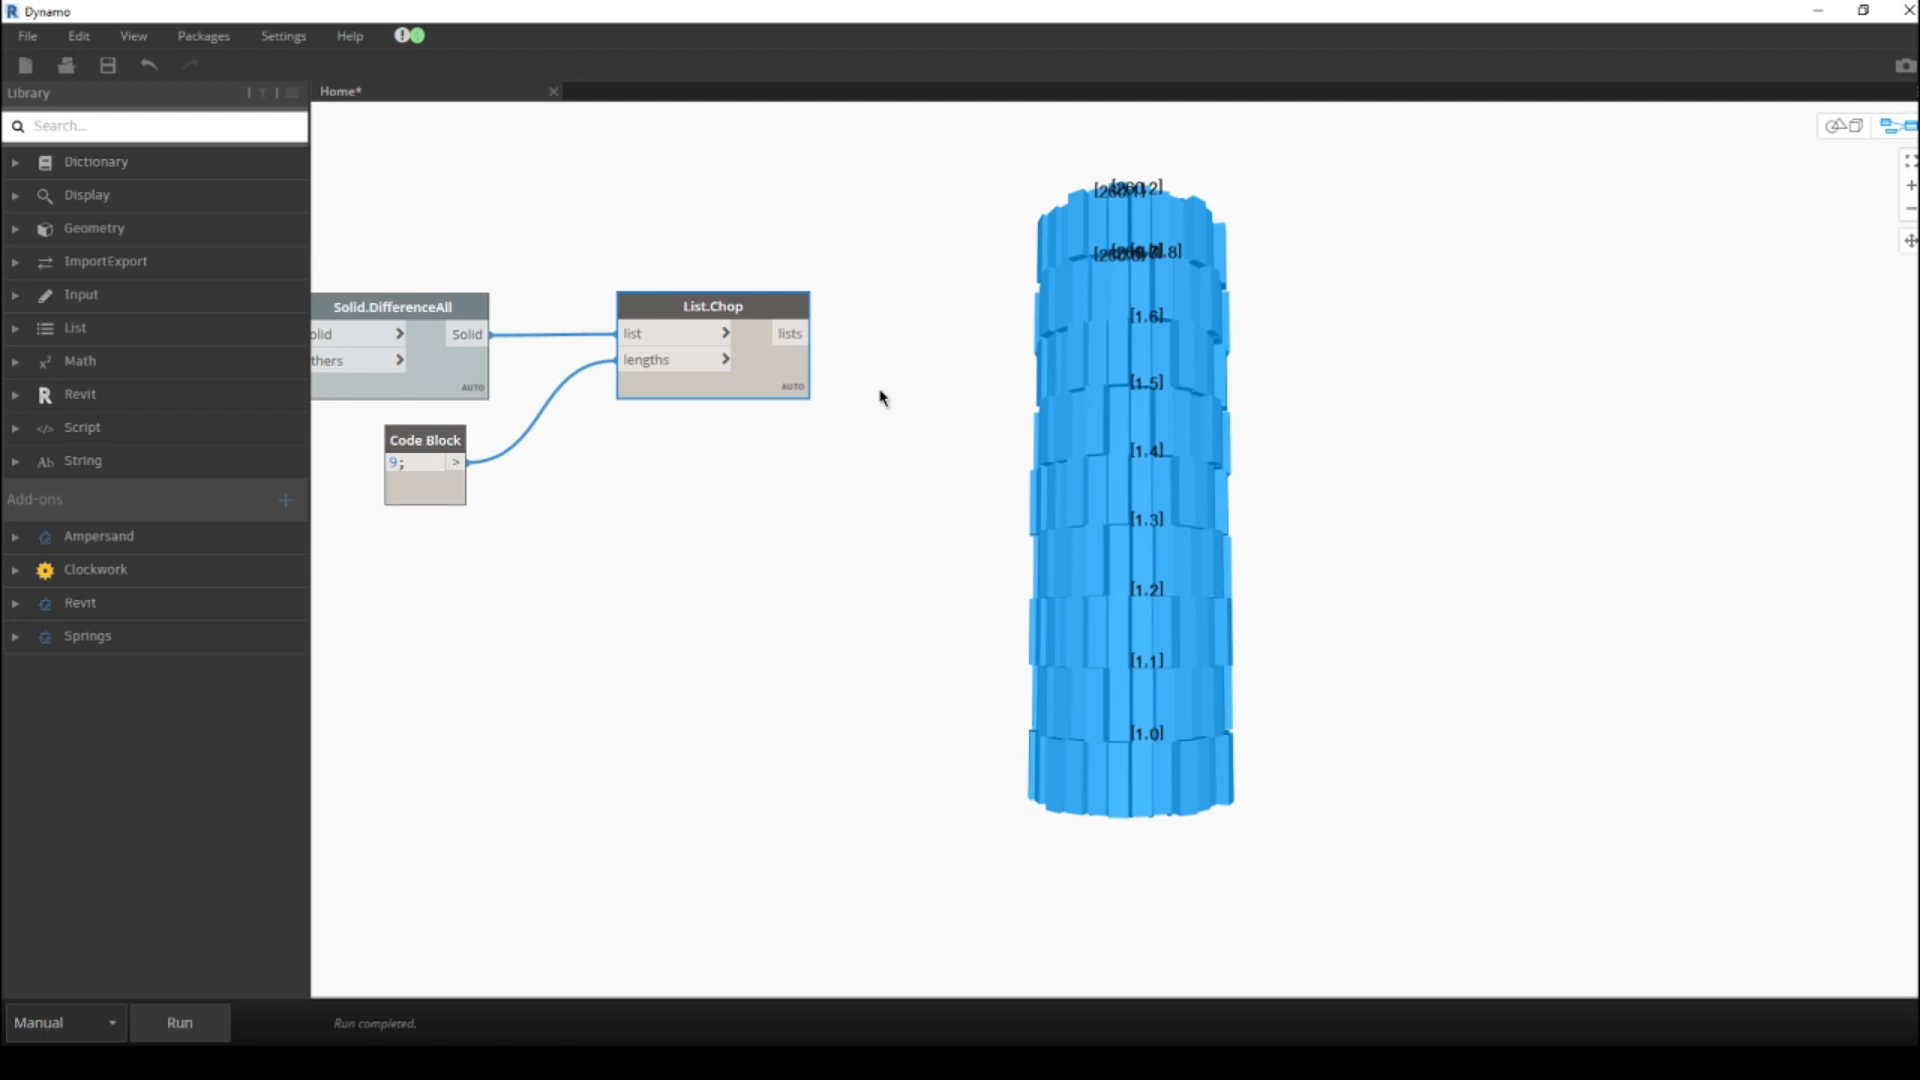 Dynamo
File Edit View Packages Settings Help
Library
Home*
Search...
Dictionary
Display
Geometry
ImportExport
Input
List
Math
Revit
Script
String
Add-ons
Ampersand
Clockwork
Revit
Springs
Solid.DifferenceAll
olid > Solid
thers >
AUTO
List.Chop
list > lists
lengths >
AUTO
Code Block
9; >
[1.6]
[1.5]
[1.4]
[1.3]
[1.2]
[1.1]
[1.0]
Manual Run Run completed.